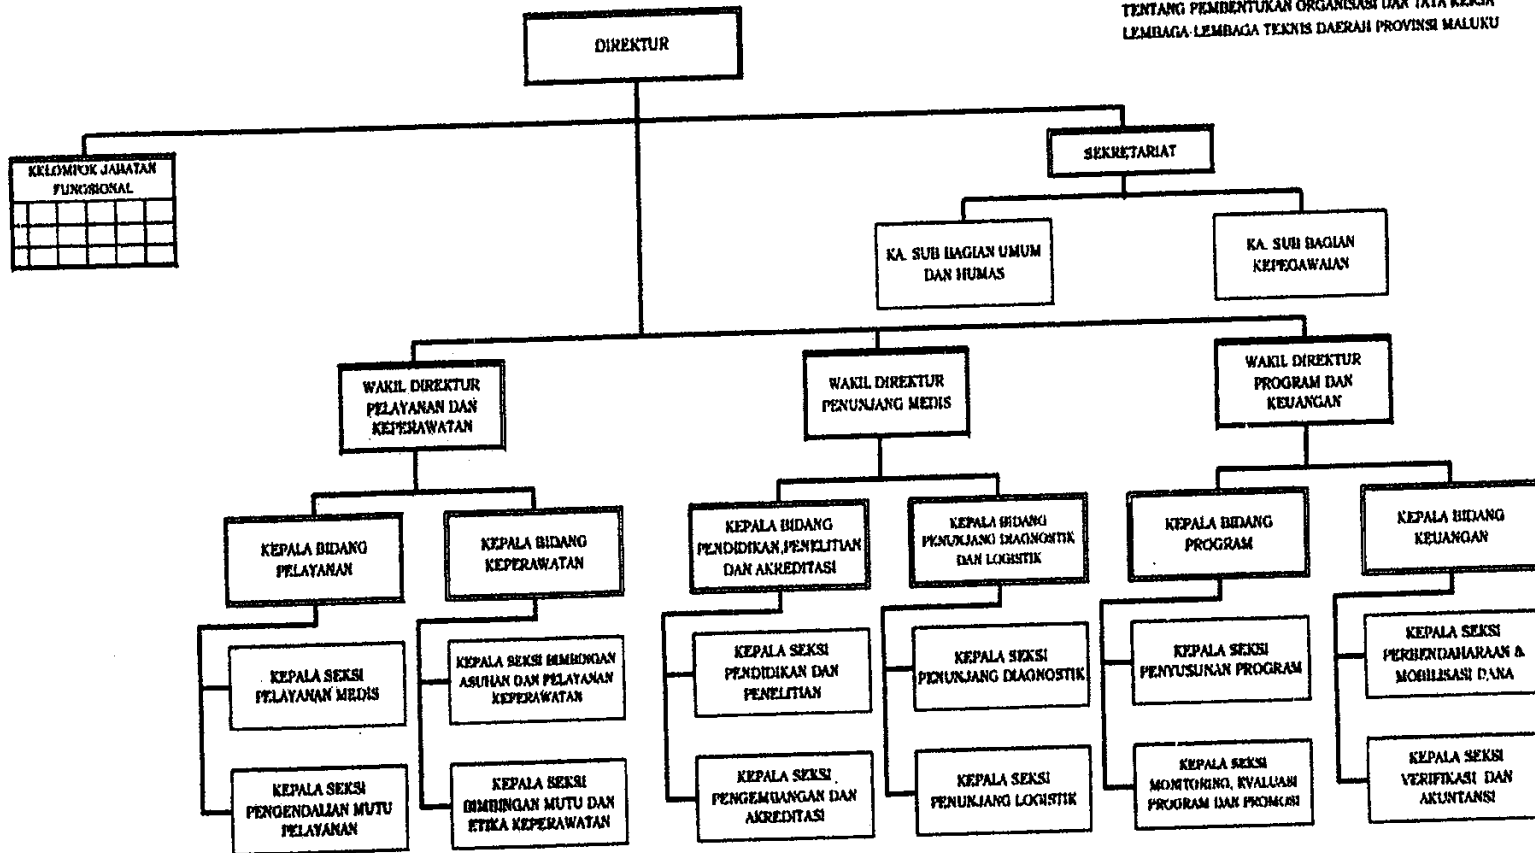 TENTANG PEMBENTUKAN ORGANISASI DAN TATA KERJA
LEMBAGA-LEMBAGA TEKNIS DAERAH PROVINSI MALUKU
DIREKTUR
KELOMPOK JABATAN
FUNGSIONAL
SEKRETARIAT
KA. SUB BAGIAN UMUM
DAN HUMAS
KA. SUB BAGIAN
KEPEGAWAIAN
WAKIL DIREKTUR
PELAYANAN DAN
KEPERAWATAN
WAKIL DIREKTUR
PENUNJANG MEDIS
WAKIL DIREKTUR
PROGRAM DAN
KEUANGAN
KEPALA BIDANG
PELAYANAN
KEPALA BIDANG
KEPERAWATAN
KEPALA BIDANG
PENDIDIKAN,PENELITIAN
DAN AKREDITASI
KEPALA BIDANG
PENUNJANG DIAGNOSTIK
DAN LOGISTIK
KEPALA BIDANG
PROGRAM
KEPALA BIDANG
KEUANGAN
KEPALA SEKSI
PELAYANAN MEDIS
KEPALA SEKSI BIMBINGAN
ASUHAN DAN PELAYANAN
KEPERAWATAN
KEPALA SEKSI
PENDIDIKAN DAN
PENELITIAN
KEPALA SEKSI
PENUNJANG DIAGNOSTIK
KEPALA SEKSI
PENYUSUNAN PROGRAM
KEPALA SEKSI
PERBENDAHARAAN &
MOBILISASI DANA
KEPALA SEKSI
PENGENDALIAN MUTU
PELAYANAN
KEPALA SEKSI
BIMBINGAN MUTU DAN
ETIKA KEPERAWATAN
KEPALA SEKSI
PENGEMBANGAN DAN
AKREDITASI
KEPALA SEKSI
PENUNJANG LOGISTIK
KEPALA SEKSI
MONITORING, EVALUASI
PROGRAM DAN PROMOSI
KEPALA SEKSI
VERIFIKASI DAN
AKUNTANSI